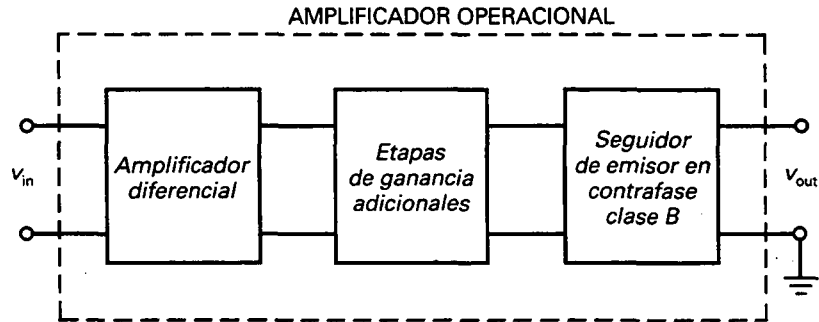 AMPLIFICADOR OPERACIONAL
v_in
Amplificador
diferencial
Etapas
de ganancia
adicionales
Seguidor
de emisor en
contrafase
clase B
v_out